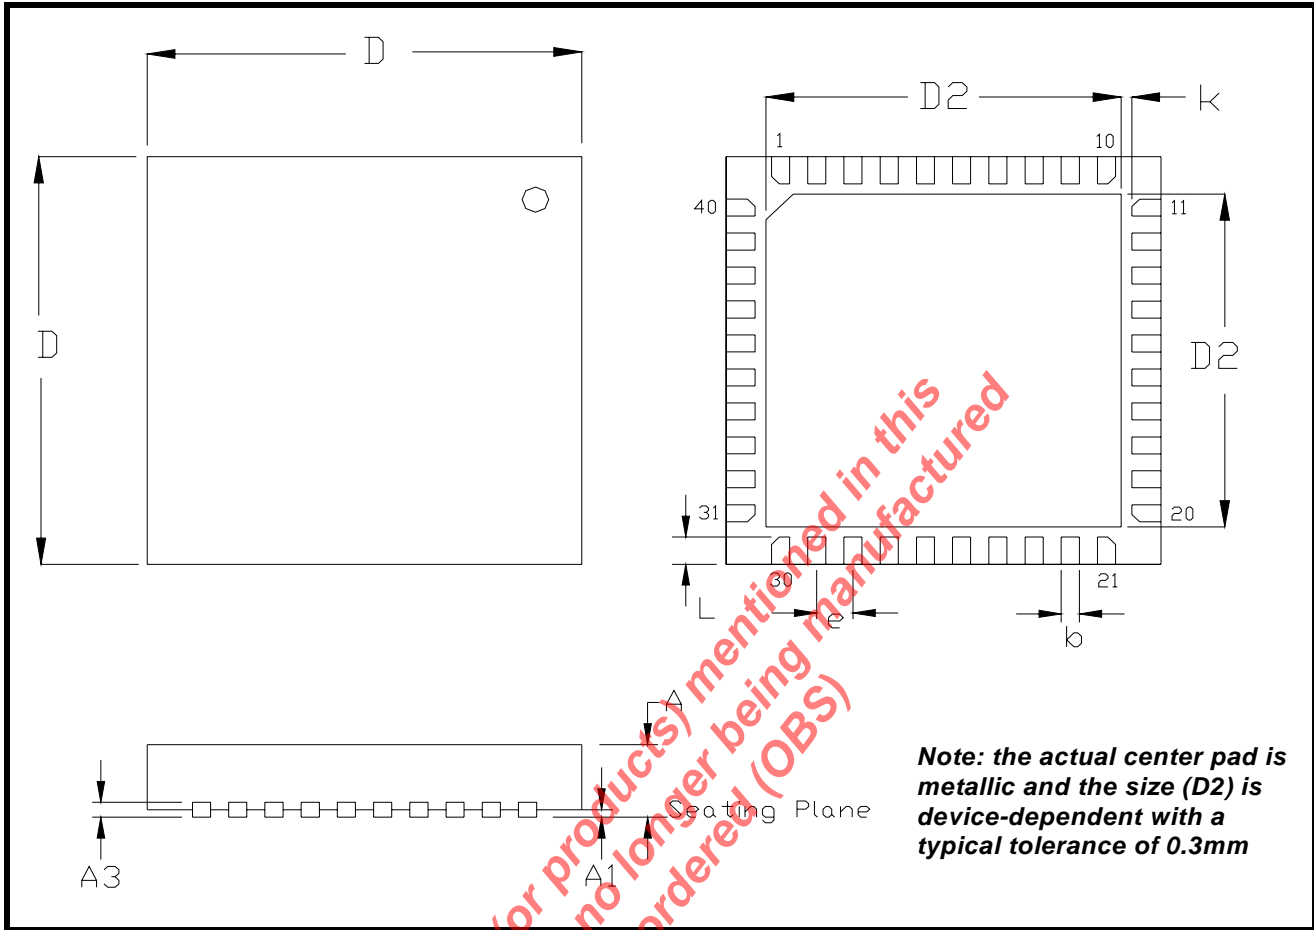 D
D2
k
1
10
40
11
D
D2
31
20
30
21
L
e
b
A
Seating Plane
A3
A1
Note: the actual center pad is
metallic and the size (D2) is
device-dependent with a
typical tolerance of 0.3mm
(or products) mentioned in this
no longer being manufactured
ordered (OBS)